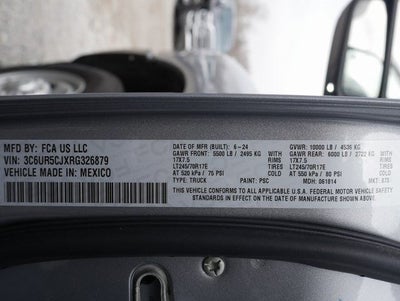 MFD BY: FCA US LLC
VIN: 3C6UR5CJXRG326879
VEHICLE MADE IN: MEXICO
DATE OF MFR (BUILT): 6-24
GVWR: 10000 LB / 4536 KG
GAWR FRONT: 5500 LB / 2495 KG
GAWR REAR: 6000 LB / 2722 KG
17X7.5
17X7.5
LT245/70R17E
TIRES
LT245/70R17E
TIRES
AT 520 KPA / 75 PSI
AT 550 KPA / 80 PSI
TYPE: TRUCK
PAINT: PSC
MDH: 061814
MKT:
THIS VEHICLE CONFORMS TO ALL APPLICABLE U.S.A. FEDERAL MOTOR VEHICLE SAFETY
STANDARDS IN EFFECT ON THE DATE OF MANUFACTURE SHOWN ABOVE.